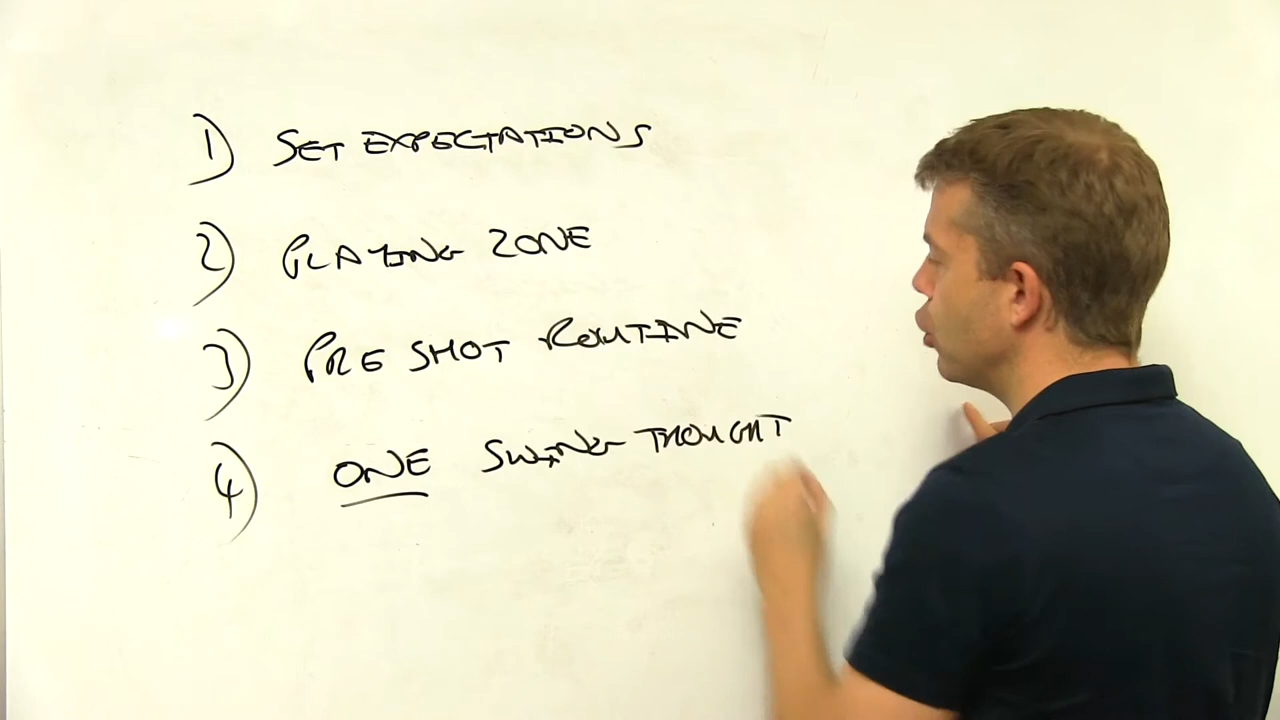 1) SET EXPECTATIONS
2) PLAYING ZONE
3) PRE SHOT ROUTINE
4) ONE SWING THOUGHT